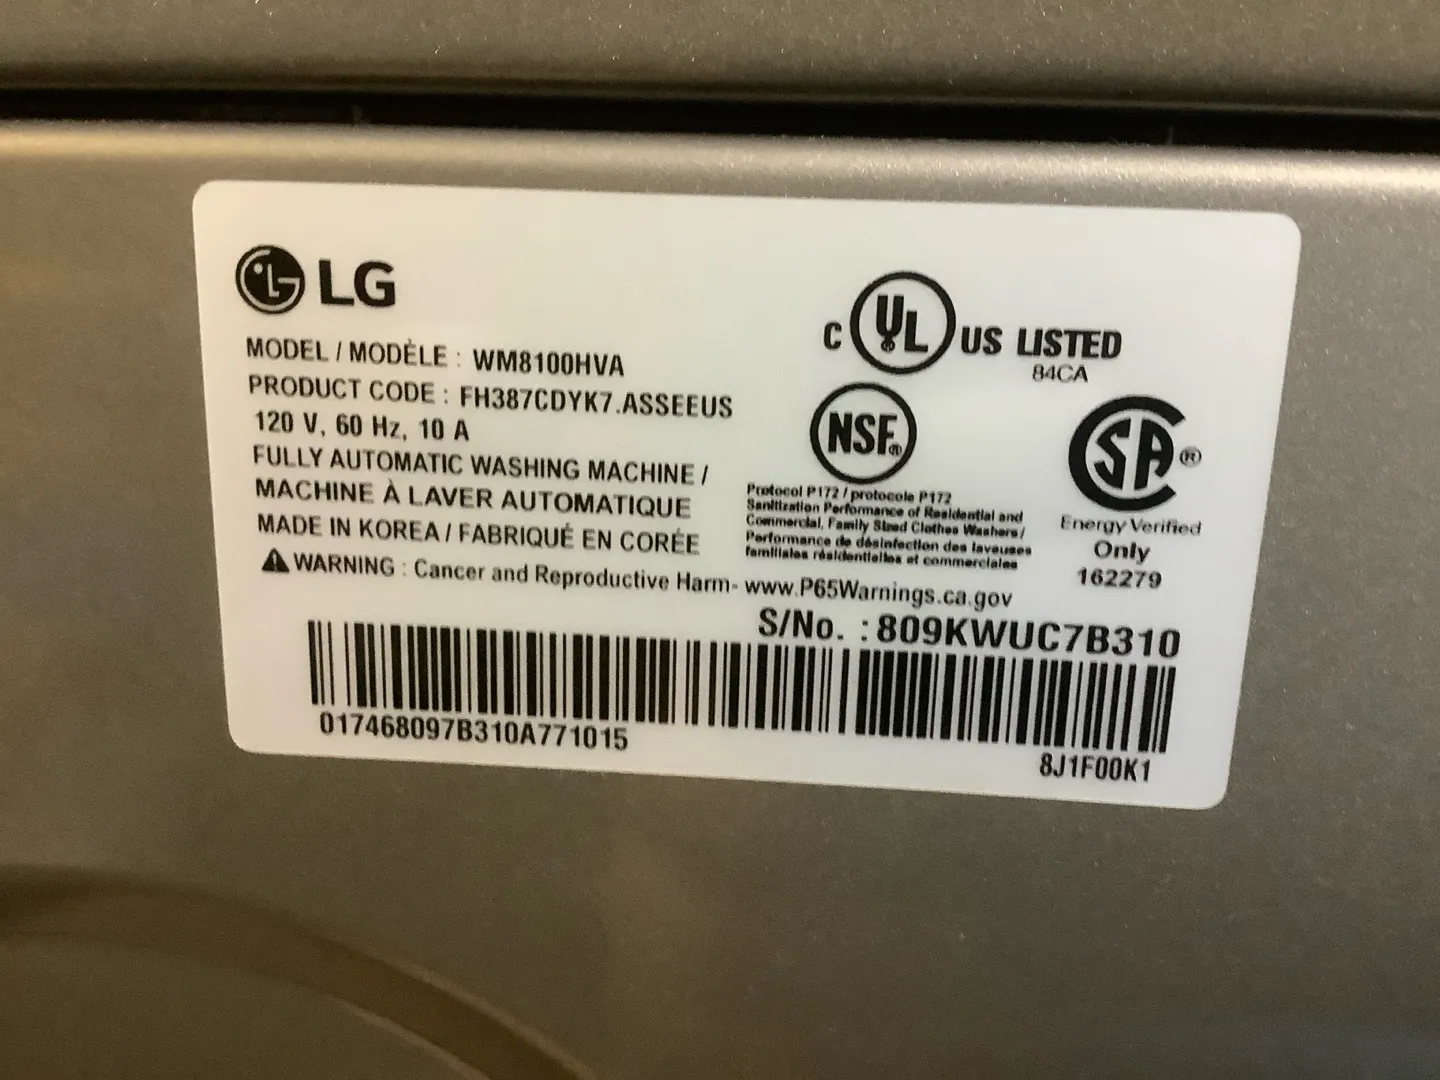 LG
MODEL / MODÈLE : WM8100HVA
PRODUCT CODE : FH387CDYK7.ASSEEUS
120 V, 60 Hz, 10 A
FULLY AUTOMATIC WASHING MACHINE /
MACHINE À LAVER AUTOMATIQUE
MADE IN KOREA / FABRIQUÉ EN CORÉE
WARNING : Cancer and Reproductive Harm- www.P65Warnings.ca.gov
C UL US LISTED
84CA
NSF®
Protocol P172 / protocole P172
Sanitization Performance of Residential and
Commercial, Family Sized Clothes Washers /
Performance de désinfection des laveuses
familiales résidentielles et commerciales
SA®
Energy Verified
Only
162279
S/No. : 809KWUC7B310
017468097B310A771015
8J1F00K1